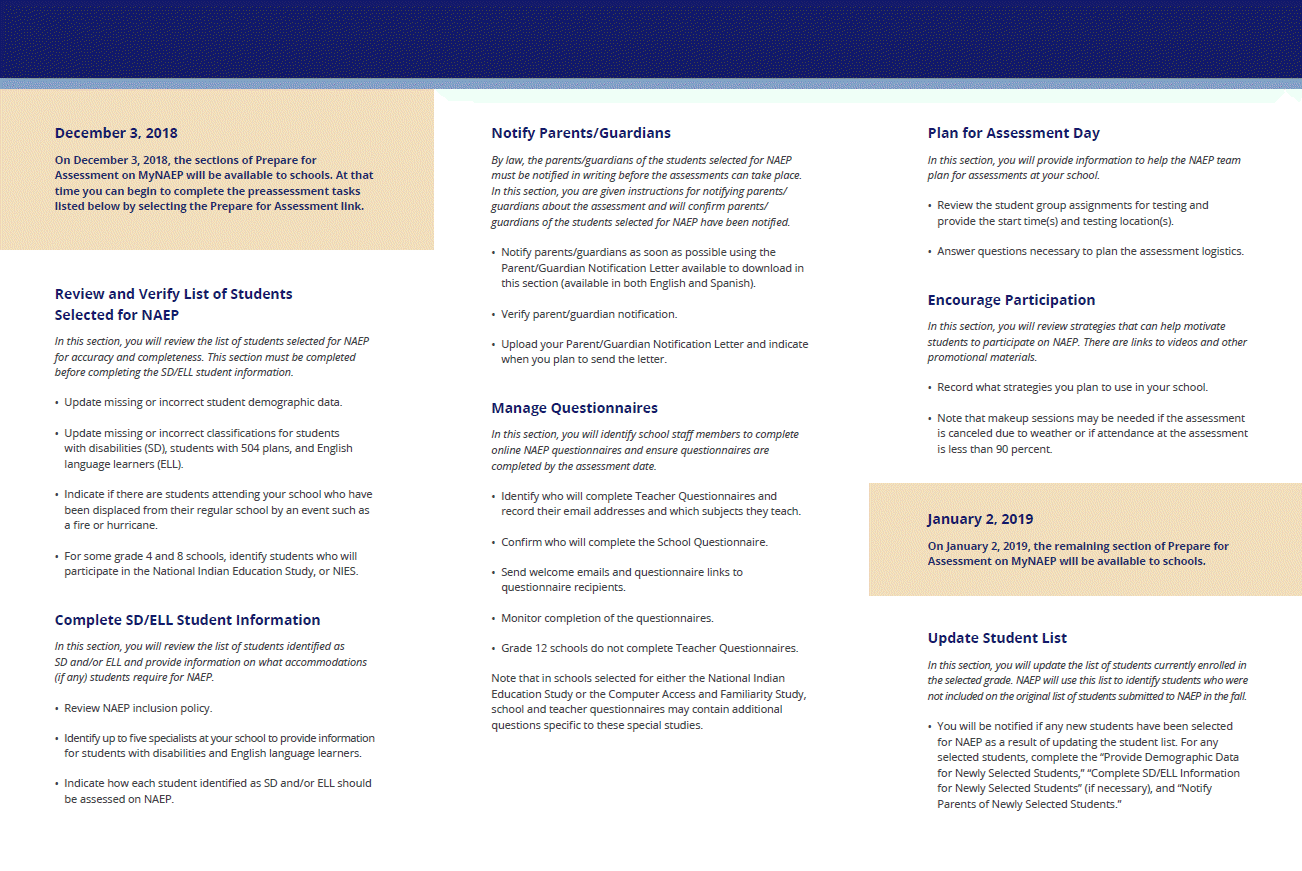 December 3, 2018
On December 3, 2018, the sections of Prepare for
Assessment on MyNAEP will be available to schools. At that
time you can begin to complete the preassessment tasks
listed below by selecting the Prepare for Assessment link.
Review and Verify List of Students
Selected for NAEP
In this section, you will review the list of students selected for NAEP
for accuracy and completeness. This section must be completed
before completing the SD/ELL student information.
• Update missing or incorrect student demographic data.
• Update missing or incorrect classifications for students
with disabilities (SD), students with 504 plans, and English
language learners (ELL).
• Indicate if there are students attending your school who have
been displaced from their regular school by an event such as
a fire or hurricane.
• For some grade 4 and 8 schools, identify students who will
participate in the National Indian Education Study, or NIES.
Complete SD/ELL Student Information
In this section, you will review the list of students identified as
SD and/or ELL and provide information on what accommodations
(if any) students require for NAEP.
• Review NAEP inclusion policy.
• Identify up to five specialists at your school to provide information
for students with disabilities and English language learners.
• Indicate how each student identified as SD and/or ELL should
be assessed on NAEP.
Notify Parents/Guardians
By law, the parents/guardians of the students selected for NAEP
must be notified in writing before the assessments can take place.
In this section, you are given instructions for notifying parents/
guardians about the assessment and will confirm parents/
guardians of the students selected for NAEP have been notified.
• Notify parents/guardians as soon as possible using the
Parent/Guardian Notification Letter available to download in
this section (available in both English and Spanish).
• Verify parent/guardian notification.
• Upload your Parent/Guardian Notification Letter and indicate
when you plan to send the letter.
Manage Questionnaires
In this section, you will identify school staff members to complete
online NAEP questionnaires and ensure questionnaires are
completed by the assessment date.
• Identify who will complete Teacher Questionnaires and
record their email addresses and which subjects they teach.
• Confirm who will complete the School Questionnaire.
• Send welcome emails and questionnaire links to
questionnaire recipients.
• Monitor completion of the questionnaires.
• Grade 12 schools do not complete Teacher Questionnaires.
Note that in schools selected for either the National Indian
Education Study or the Computer Access and Familiarity Study,
school and teacher questionnaires may contain additional
questions specific to these special studies.
Plan for Assessment Day
In this section, you will provide information to help the NAEP team
plan for assessments at your school.
• Review the student group assignments for testing and
provide the start time(s) and testing location(s).
• Answer questions necessary to plan the assessment logistics.
Encourage Participation
In this section, you will review strategies that can help motivate
students to participate on NAEP. There are links to videos and other
promotional materials.
• Record what strategies you plan to use in your school.
• Note that makeup sessions may be needed if the assessment
is canceled due to weather or if attendance at the assessment
is less than 90 percent.
January 2, 2019
On January 2, 2019, the remaining section of Prepare for
Assessment on MyNAEP will be available to schools.
Update Student List
In this section, you will update the list of students currently enrolled in
the selected grade. NAEP will use this list to identify students who were
not included on the original list of students submitted to NAEP in the fall.
• You will be notified if any new students have been selected
for NAEP as a result of updating the student list. For any
selected students, complete the “Provide Demographic Data
for Newly Selected Students,” “Complete SD/ELL Information
for Newly Selected Students” (if necessary), and “Notify
Parents of Newly Selected Students.”